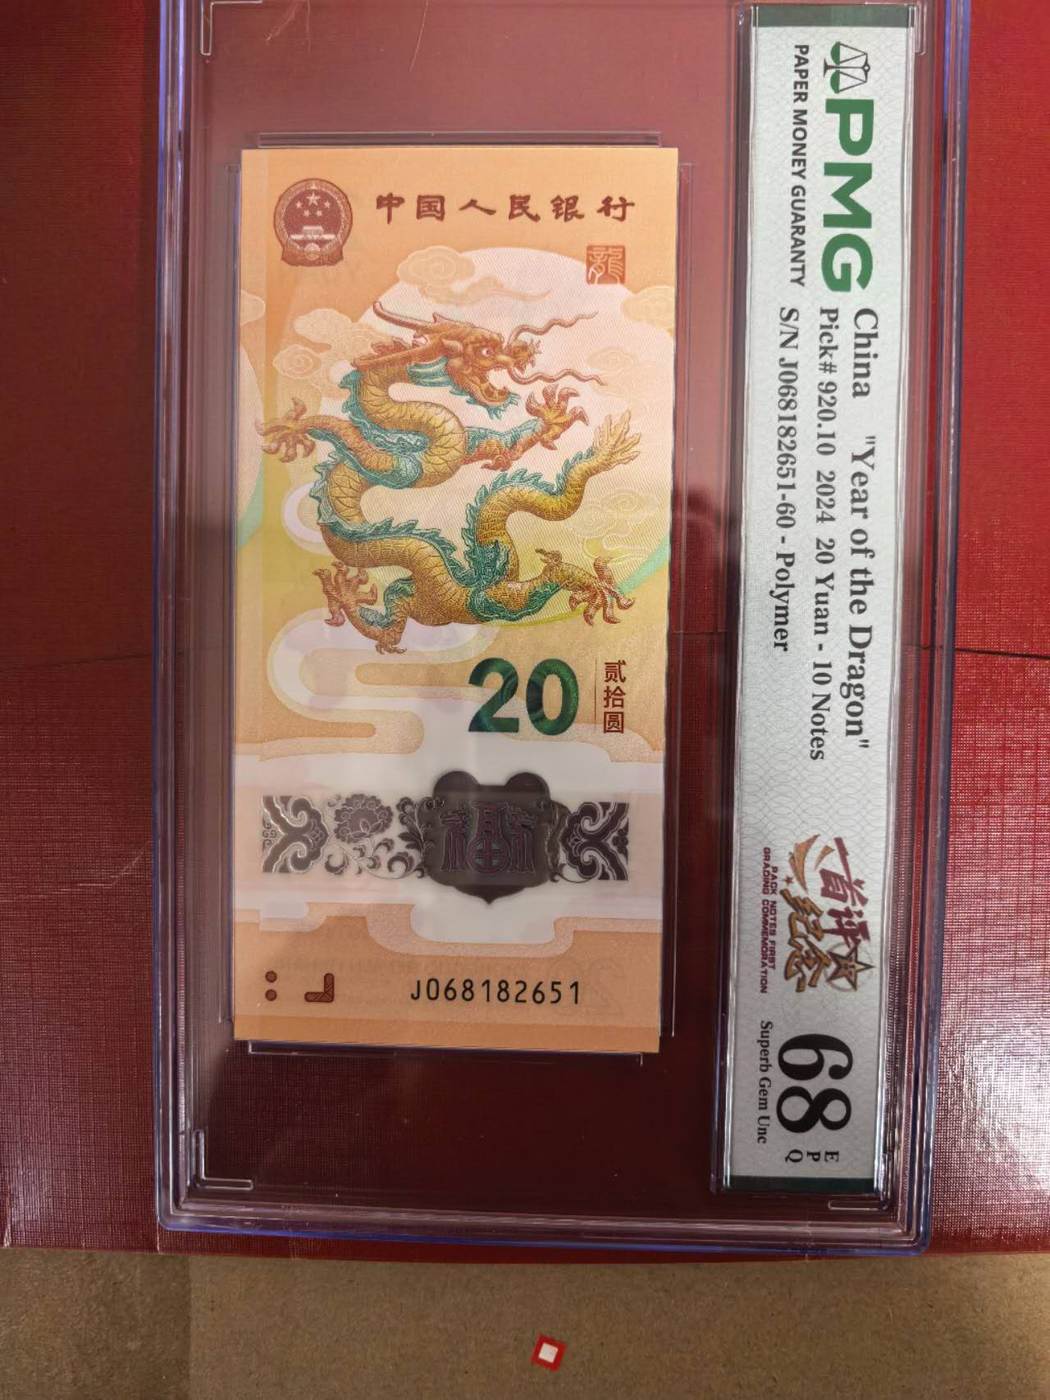 中国人民银行
龍
贰拾圆
20
福
J068182651
PMG
PAPER MONEY GUARANTY
China "Year of the Dragon"
Pick# 920.10 2024 20 Yuan - 10 Notes
S/N J068182651-60 - Polymer
首评
纪念
PACK NOTES FIRST
GRADING COMMEMORATION
68
EPQ
Superb Gem Unc